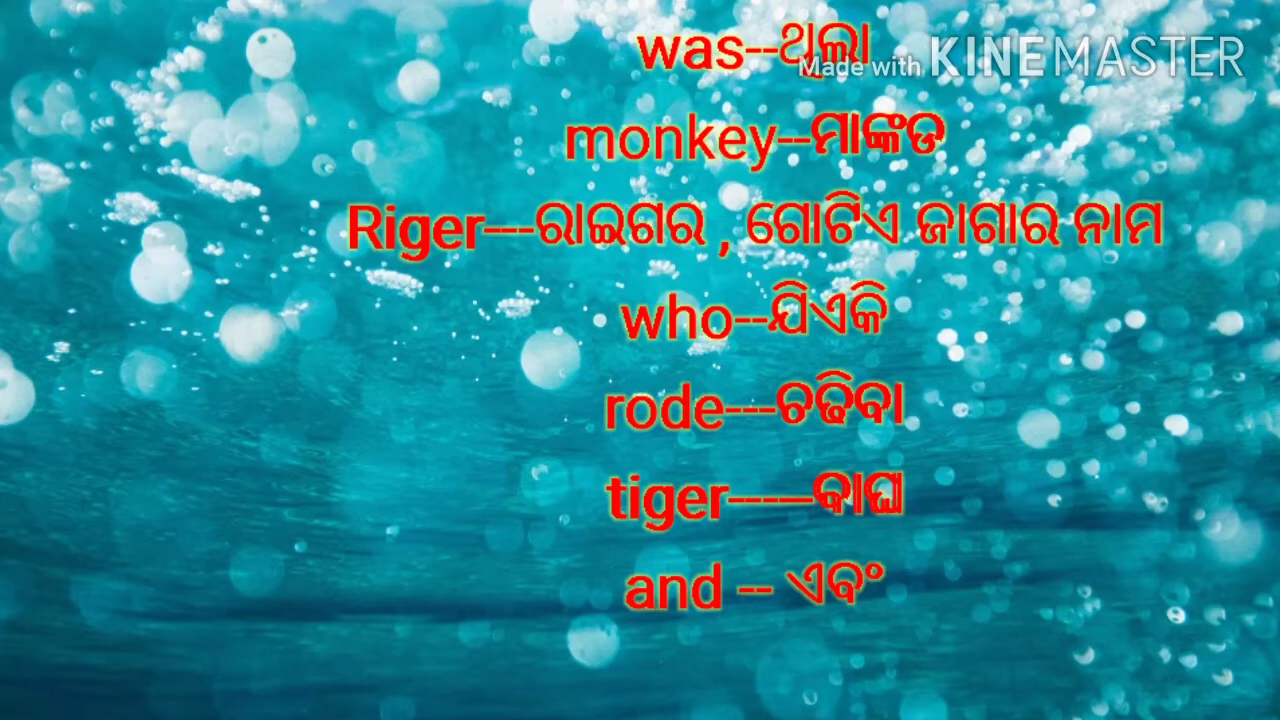 was--ଥିଲା
Made with KINEMASTER
monkey--ମାଙ୍କଡ
Riger---ରାଇଗର , ଗୋଟିଏ ଜାଗାର ନାମ
who--ଯିଏକି
rode---ଚଢିବା
tiger------ବାଘ
and -- ଏବଂ